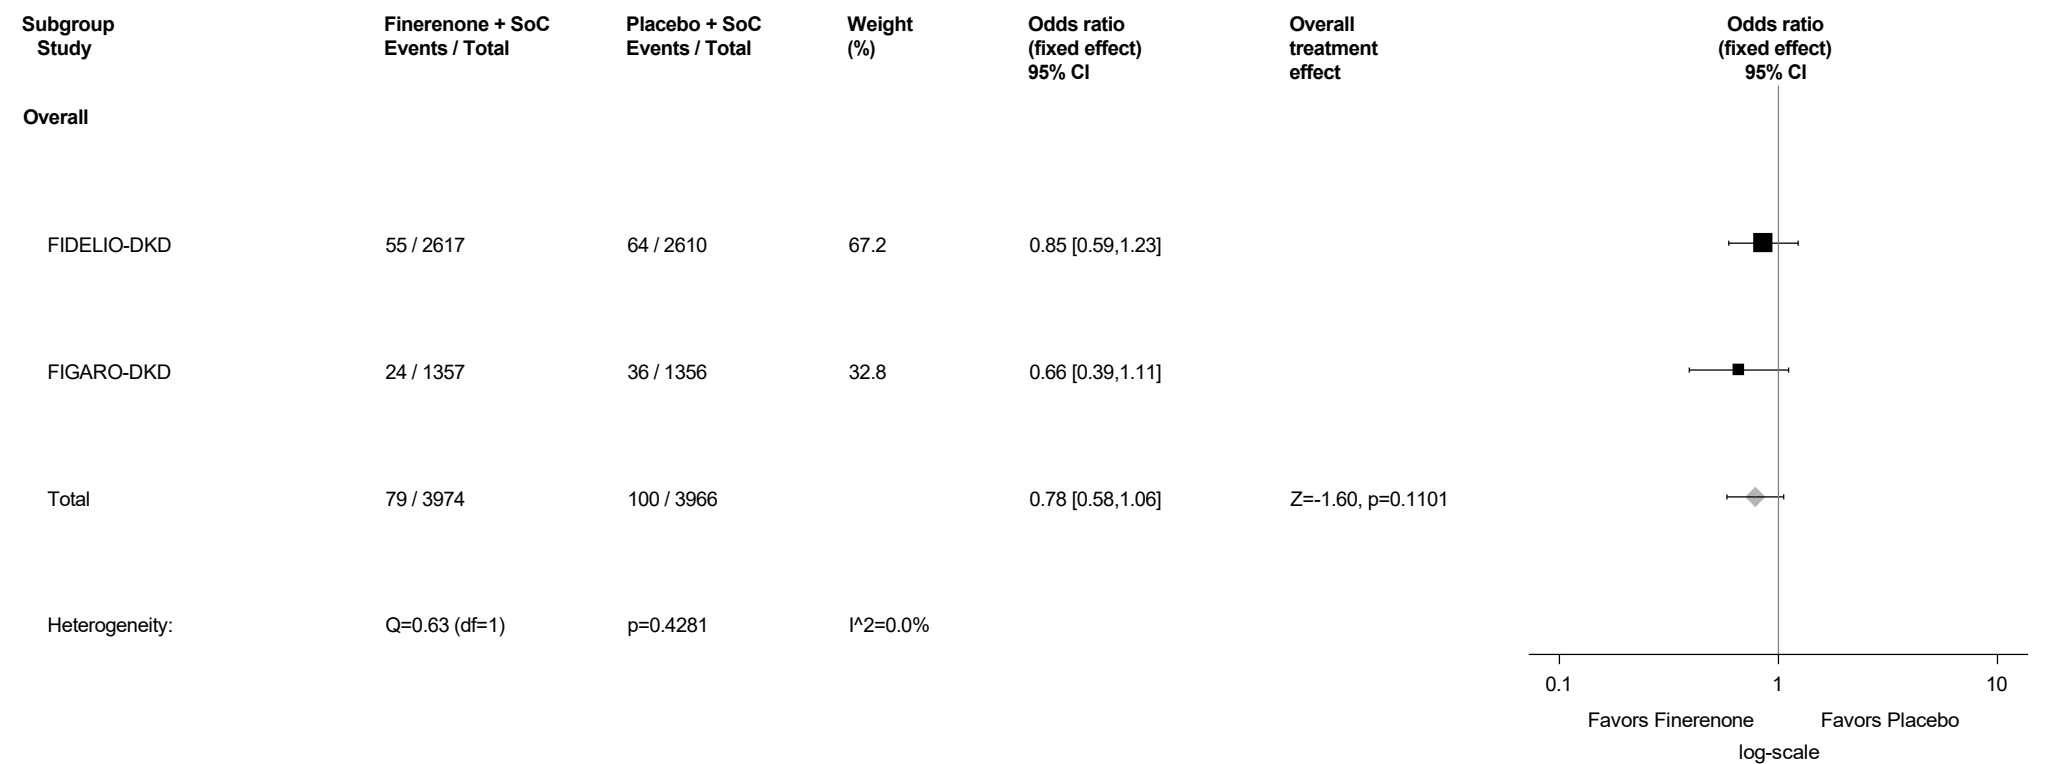 Subgroup Finerenone + SoC Placebo + SoC Weight Odds ratio Overall Odds ratio
Study Events / Total Events / Total (%) (fixed effect) treatment (fixed effect)
95% CI effect 95% CI
Overall
FIDELIO-DKD 55 / 2617 64 / 2610 67.2 0.85 [0.59,1.23]
FIGARO-DKD 24 / 1357 36 / 1356 32.8 0.66 [0.39,1.11]
Total 79 / 3974 100 / 3966 0.78 [0.58,1.06] Z=-1.60, p=0.1101
Heterogeneity: Q=0.63 (df=1) p=0.4281 I^2=0.0%
0.1 1 10
Favors Finerenone Favors Placebo
log-scale